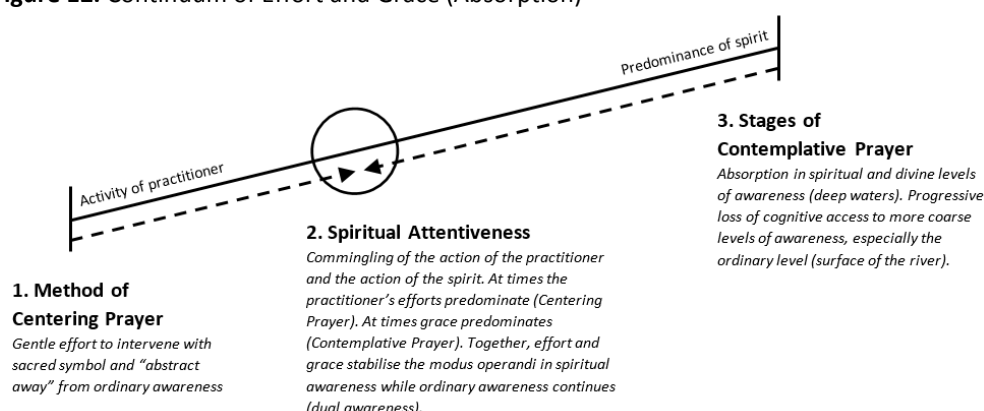 Figure 12. Continuum of Effort and Grace (Absorption)
Predominance of spirit
Activity of practitioner
3. Stages of
Contemplative Prayer
Absorption in spiritual and divine levels
of awareness (deep waters). Progressive
loss of cognitive access to more coarse
levels of awareness, especially the
ordinary level (surface of the river).
2. Spiritual Attentiveness
Commingling of the action of the practitioner
and the action of the spirit. At times the
practitioner's efforts predominate (Centering
Prayer). At times grace predominates
(Contemplative Prayer). Together, effort and
grace stabilise the modus operandi in spiritual
awareness while ordinary awareness continues
(dual awareness).
1. Method of
Centering Prayer
Gentle effort to intervene with
sacred symbol and “abstract
away” from ordinary awareness